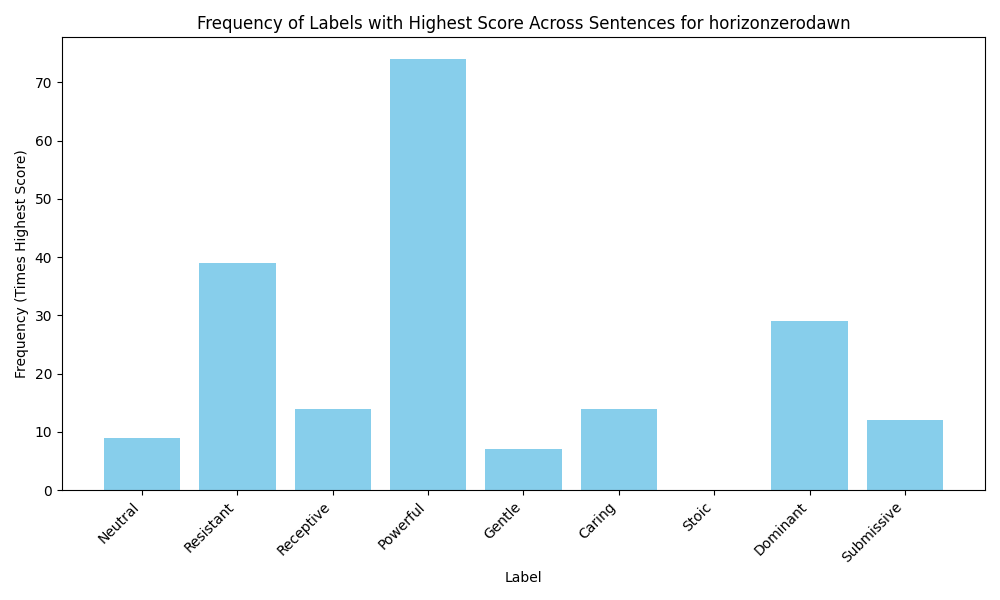 Frequency of Labels with Highest Score Across Sentences for horizonzerodawn
Frequency (Times Highest Score)
70
60
50
40
30
20
10
0
Neutral
Resistant
Receptive
Powerful
Gentle
Caring
Stoic
Dominant
Submissive
Label